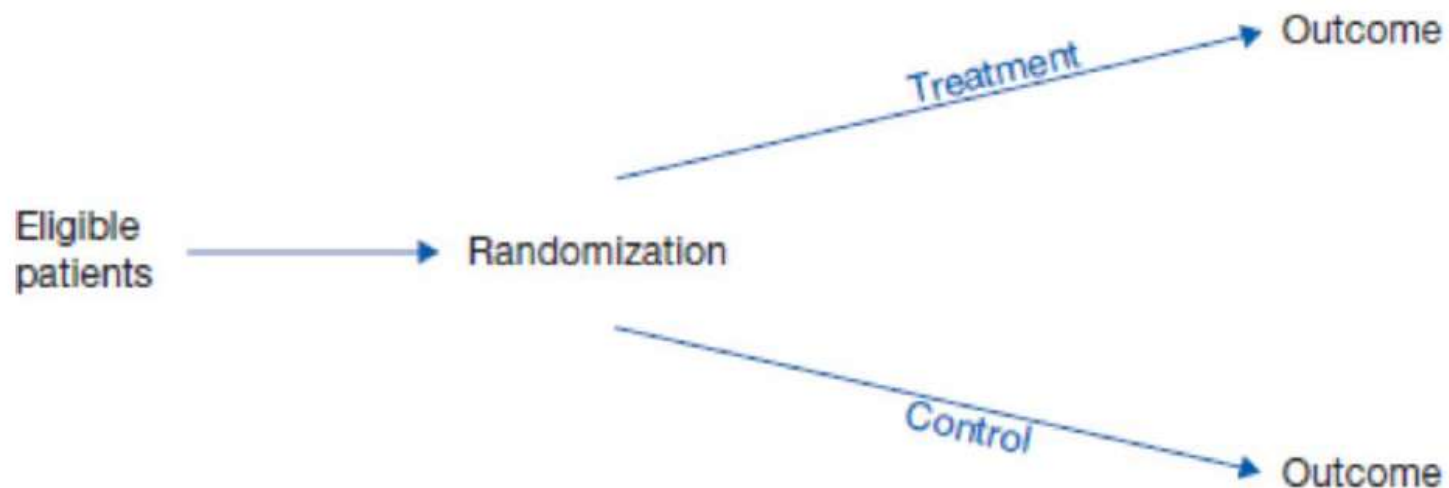 Outcome
Treatment
Eligible
patients
Randomization
Control
Outcome